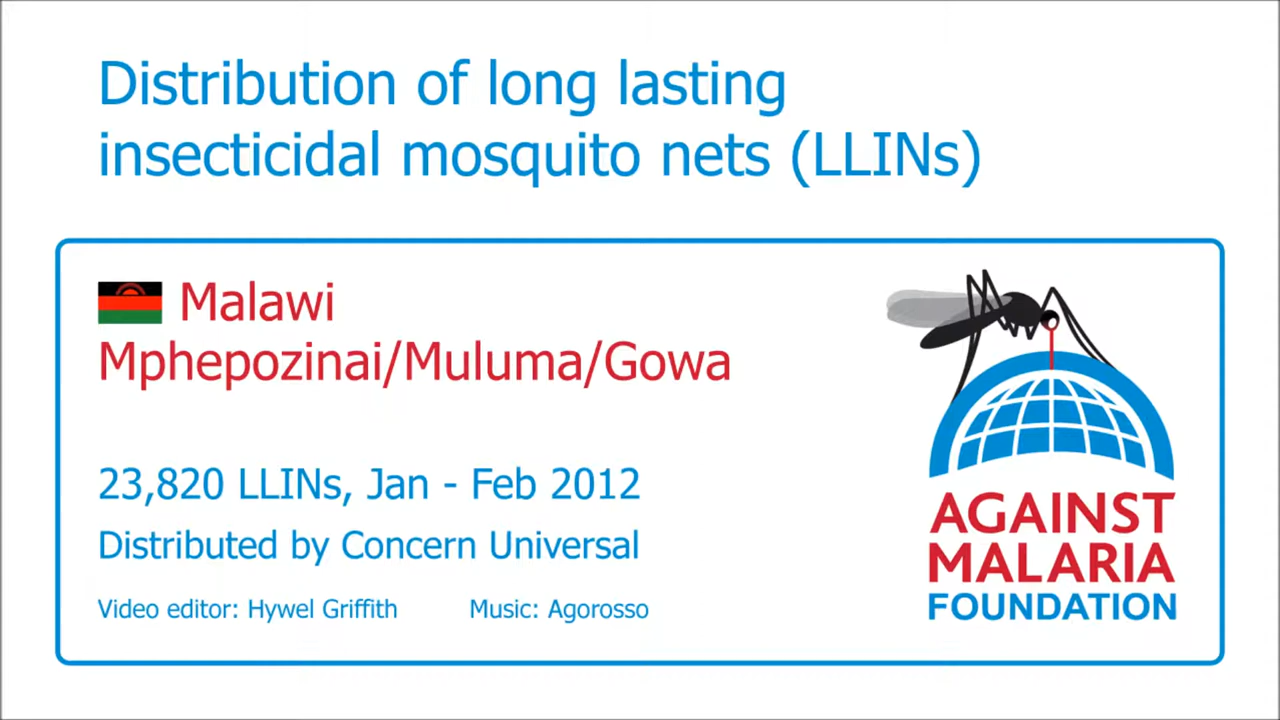 Distribution of long lasting
insecticidal mosquito nets (LLINs)
Malawi
Mphepozinai/Muluma/Gowa
23,820 LLINs, Jan - Feb 2012
Distributed by Concern Universal
Video editor: Hywel Griffith Music: Agorosso
AGAINST
MALARIA
FOUNDATION